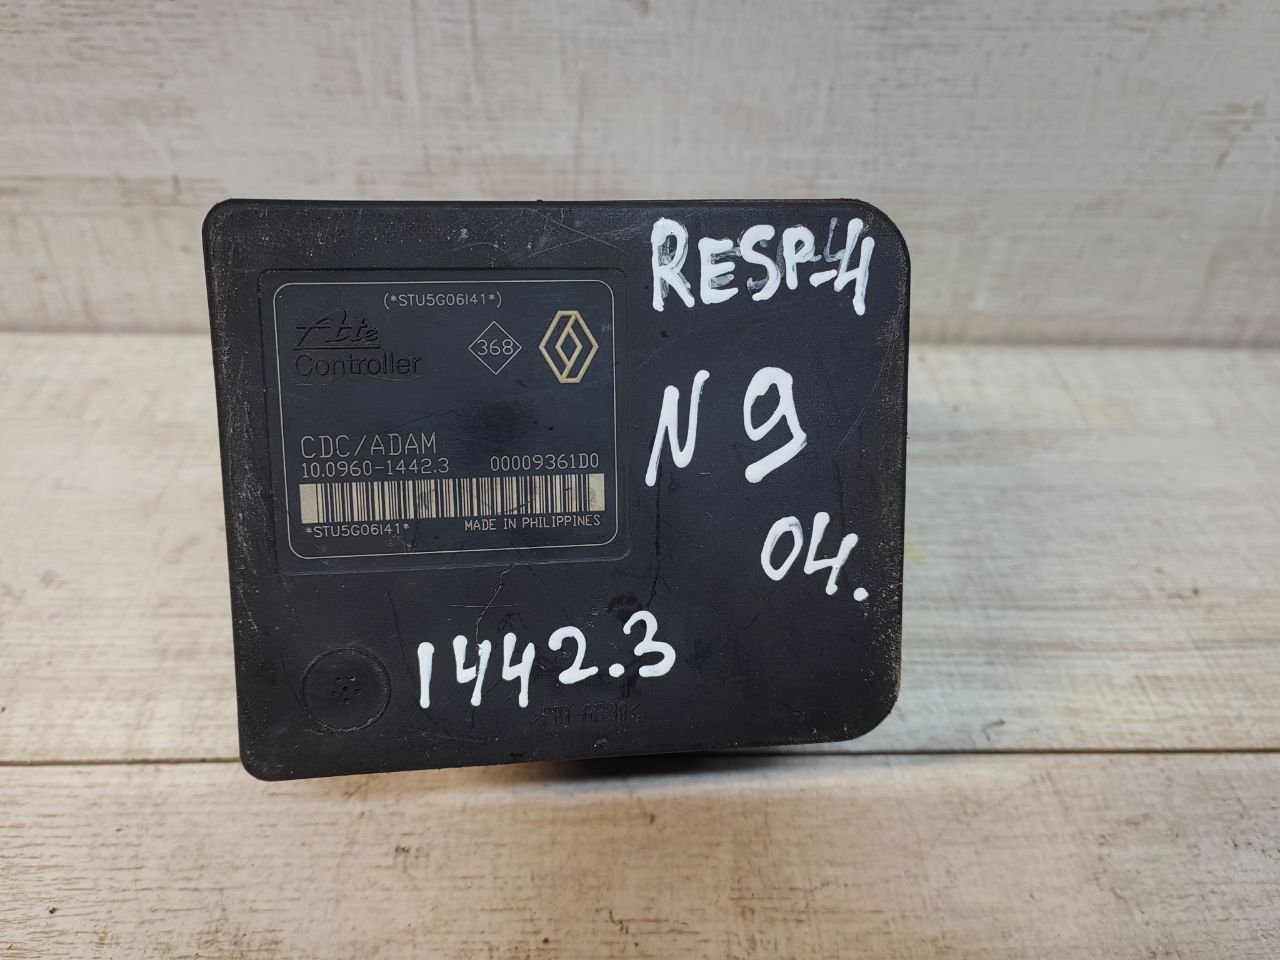 (*STU5G06I41*)
Ate
Controller
368
CDC/ADAM
10.0960-1442.3 00009361D0
*STU5G06I41* MADE IN PHILIPPINES
RESP-4
N 9
04.
1442.3